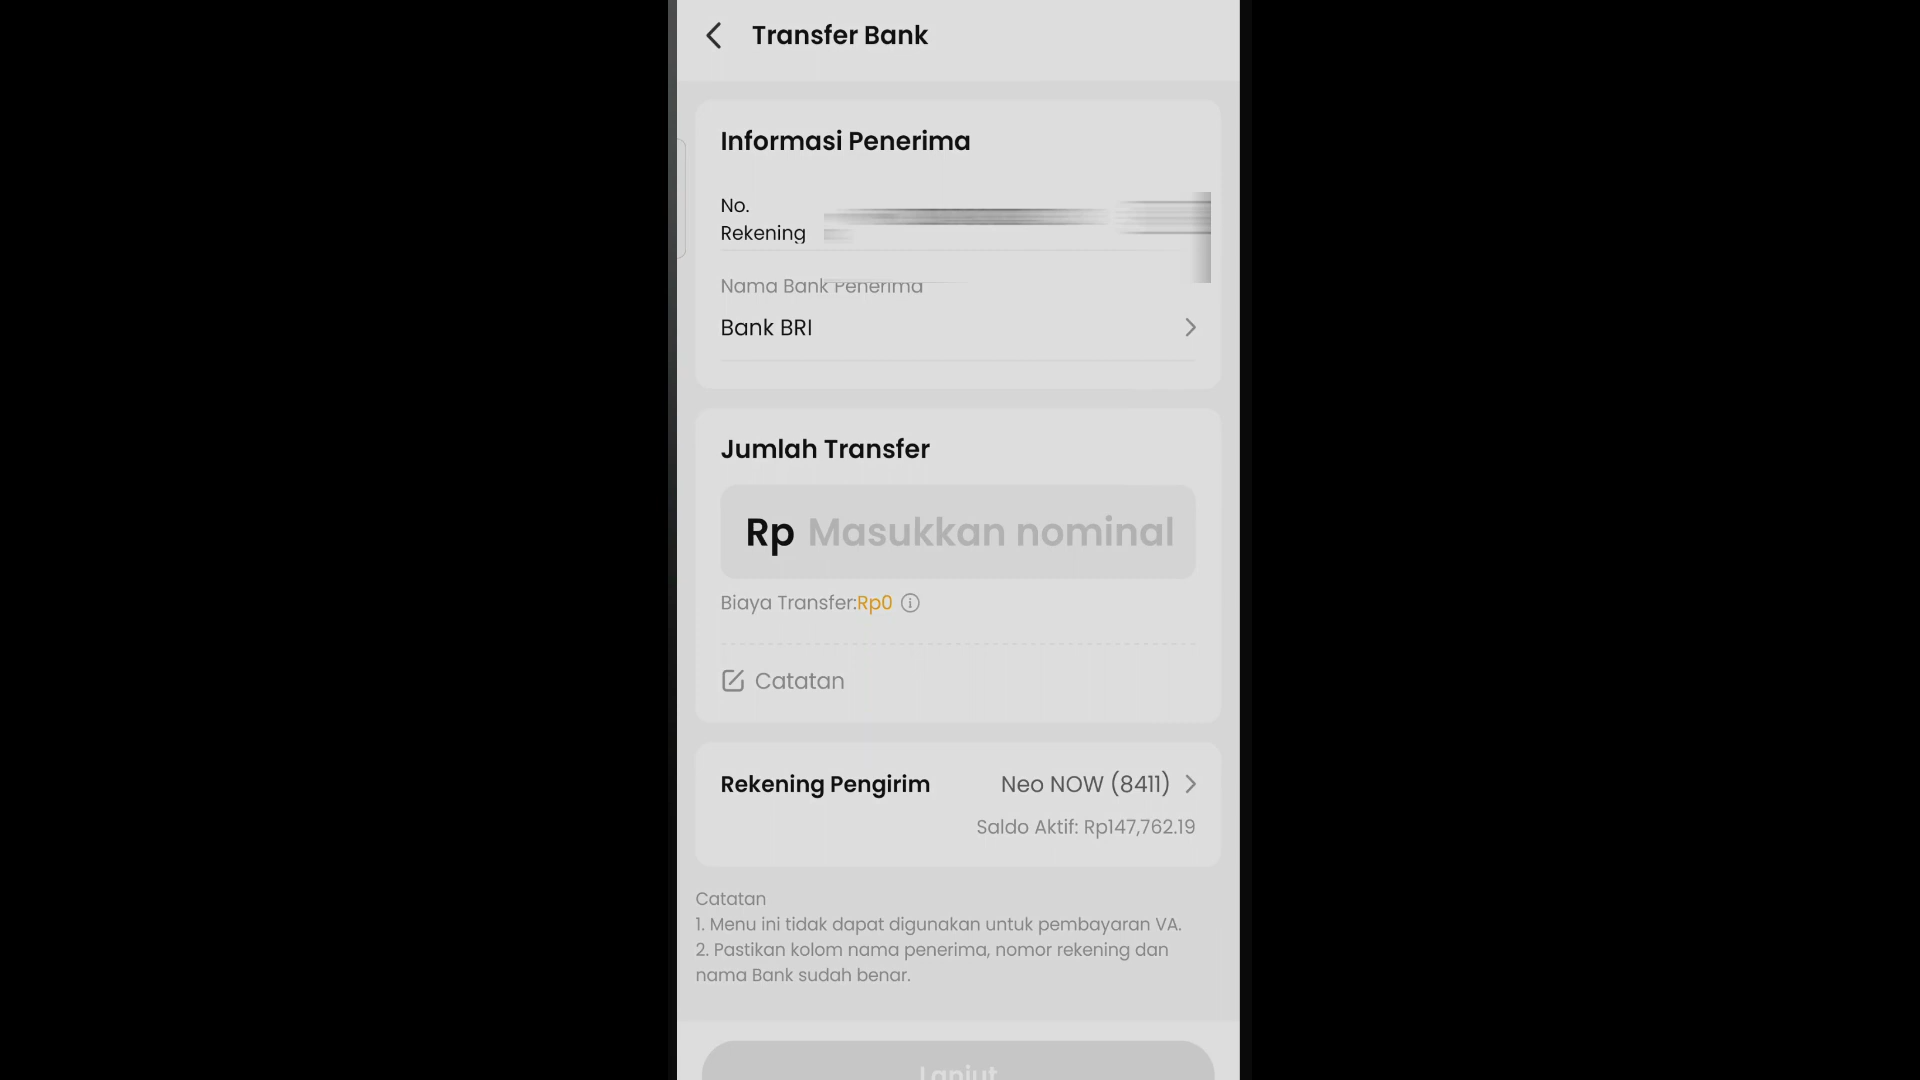 Transfer Bank
Informasi Penerima
No.
Rekening
Nama Bank Penerima
Bank BRI
Jumlah Transfer
Rp Masukkan nominal
Biaya Transfer:Rp0
Catatan
Rekening Pengirim Neo NOW (8411)
Saldo Aktif: Rp147,762.19
Catatan
1. Menu ini tidak dapat digunakan untuk pembayaran VA.
2. Pastikan kolom nama penerima, nomor rekening dan
nama Bank sudah benar.
Lanjut